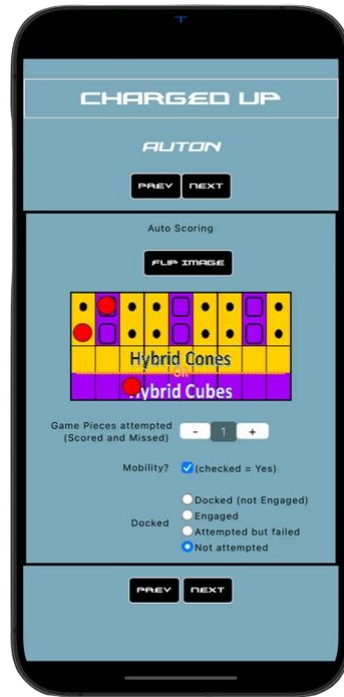 CHARGED UP
AUTON
PREV NEXT
Auto Scoring
FLIP IMAGE
Hybrid Cones
OR
Hybrid Cubes
Game Pieces attempted
(Scored and Missed)
- 1 +
Mobility? (checked = Yes)
Docked (not Engaged)
Engaged
Docked
Attempted but failed
Not attempted
PREV NEXT